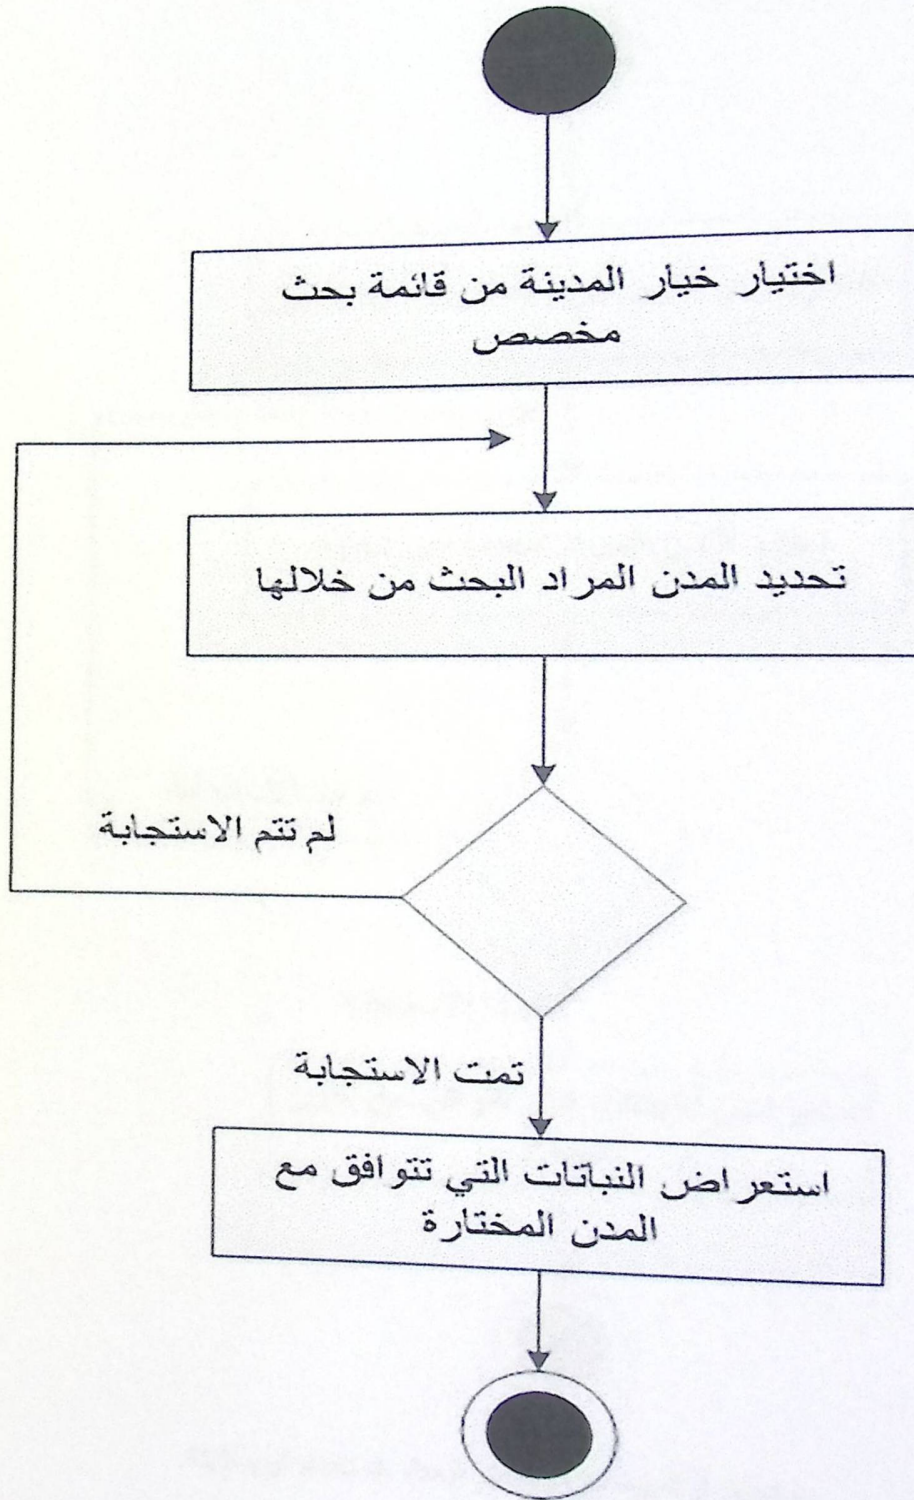 اختيار خيار المدينة من قائمة بحث
مخصص
تحديد المدن المراد البحث من خلالها
لم تتم الاستجابة
تمت الاستجابة
استعراض النباتات التي تتوافق مع
المدن المختارة